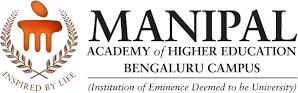 MANIPAL
ACADEMY of HIGHER EDUCATION
BENGALURU CAMPUS
(Institution of Eminence Deemed to be University)
INSPIRED BY LIFE